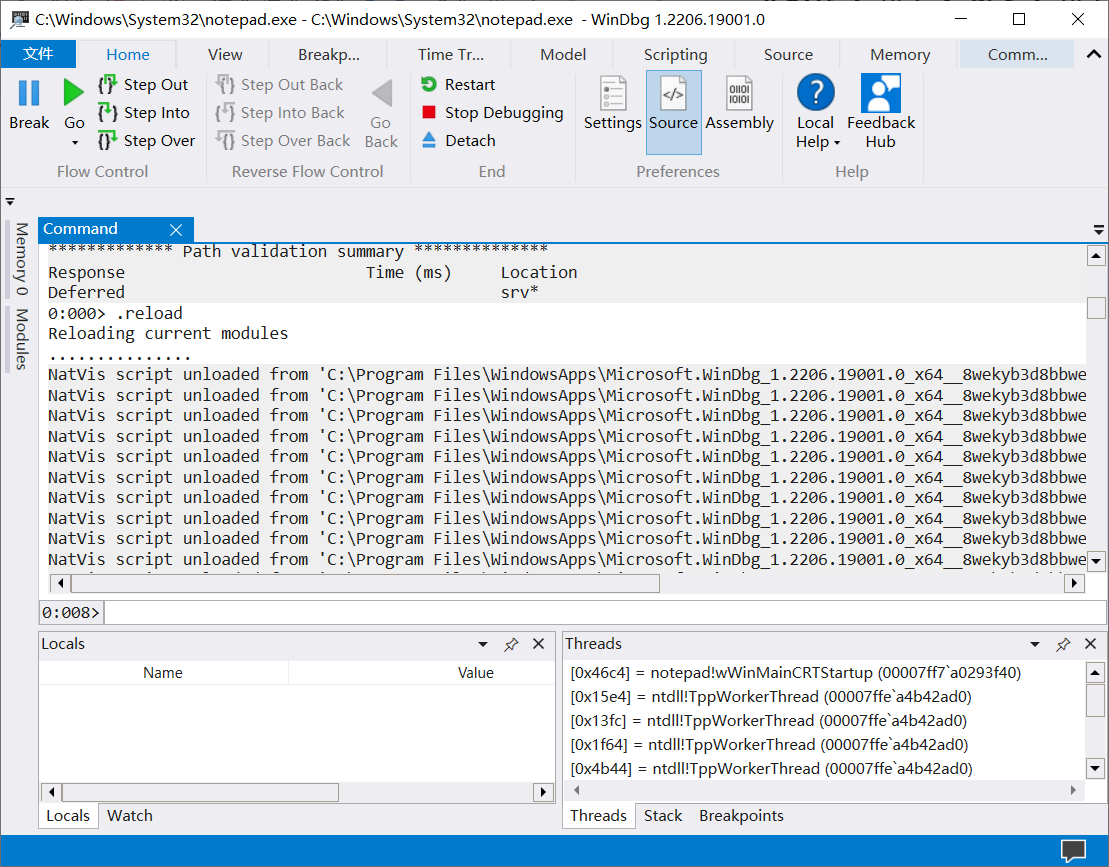 C:\Windows\System32\notepad.exe - C:\Windows\System32\notepad.exe - WinDbg 1.2206.19001.0
文件 Home View Breakp... Time Tr... Model Scripting Source Memory Comm...
Break
Go
Step Out
Step Into
Step Over
Flow Control
Step Out Back
Step Into Back
Step Over Back
Go
Back
Reverse Flow Control
Restart
Stop Debugging
Detach
End
Settings
Source
Assembly
Preferences
Local
Help
Feedback
Hub
Help
Memory 0
Modules
Command
************* Path validation summary **************
Response Time (ms) Location
Deferred srv*
0:000> .reload
Reloading current modules
...............
NatVis script unloaded from 'C:\Program Files\WindowsApps\Microsoft.WinDbg_1.2206.19001.0_x64__8wekyb3d8bbwe
NatVis script unloaded from 'C:\Program Files\WindowsApps\Microsoft.WinDbg_1.2206.19001.0_x64__8wekyb3d8bbwe
NatVis script unloaded from 'C:\Program Files\WindowsApps\Microsoft.WinDbg_1.2206.19001.0_x64__8wekyb3d8bbwe
NatVis script unloaded from 'C:\Program Files\WindowsApps\Microsoft.WinDbg_1.2206.19001.0_x64__8wekyb3d8bbwe
NatVis script unloaded from 'C:\Program Files\WindowsApps\Microsoft.WinDbg_1.2206.19001.0_x64__8wekyb3d8bbwe
NatVis script unloaded from 'C:\Program Files\WindowsApps\Microsoft.WinDbg_1.2206.19001.0_x64__8wekyb3d8bbwe
NatVis script unloaded from 'C:\Program Files\WindowsApps\Microsoft.WinDbg_1.2206.19001.0_x64__8wekyb3d8bbwe
NatVis script unloaded from 'C:\Program Files\WindowsApps\Microsoft.WinDbg_1.2206.19001.0_x64__8wekyb3d8bbwe
NatVis script unloaded from 'C:\Program Files\WindowsApps\Microsoft.WinDbg_1.2206.19001.0_x64__8wekyb3d8bbwe
NatVis script unloaded from 'C:\Program Files\WindowsApps\Microsoft.WinDbg_1.2206.19001.0_x64__8wekyb3d8bbwe
0:008>
Locals
Name Value
Locals Watch
Threads
[0x46c4] = notepad!wWinMainCRTStartup (00007ff7`a0293f40)
[0x15e4] = ntdll!TppWorkerThread (00007ffe`a4b42ad0)
[0x13fc] = ntdll!TppWorkerThread (00007ffe`a4b42ad0)
[0x1f64] = ntdll!TppWorkerThread (00007ffe`a4b42ad0)
[0x4b44] = ntdll!TppWorkerThread (00007ffe`a4b42ad0)
Threads Stack Breakpoints